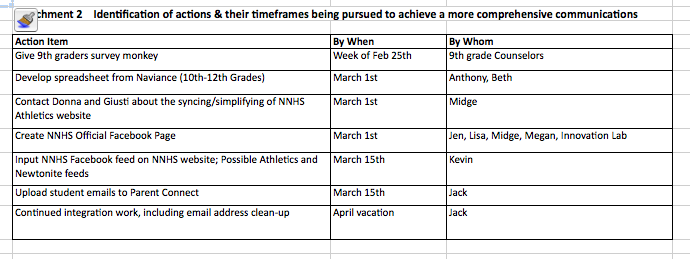 chment 2 Identification of actions & their timeframes being pursued to achieve a more comprehensive communications
Action Item By When By Whom
Give 9th graders survey monkey Week of Feb 25th 9th grade Counselors
Develop spreadsheet from Naviance (10th-12th Grades) March 1st Anthony, Beth
Contact Donna and Giusti about the syncing/simplifying of NNHS March 1st Midge
Athletics website
Create NNHS Official Facebook Page March 1st Jen, Lisa, Midge, Megan, Innovation Lab
Input NNHS Facebook feed on NNHS website; Possible Athletics and March 15th Kevin
Newtonite feeds
Upload student emails to Parent Connect March 15th Jack
Continued integration work, including email address clean-up April vacation Jack